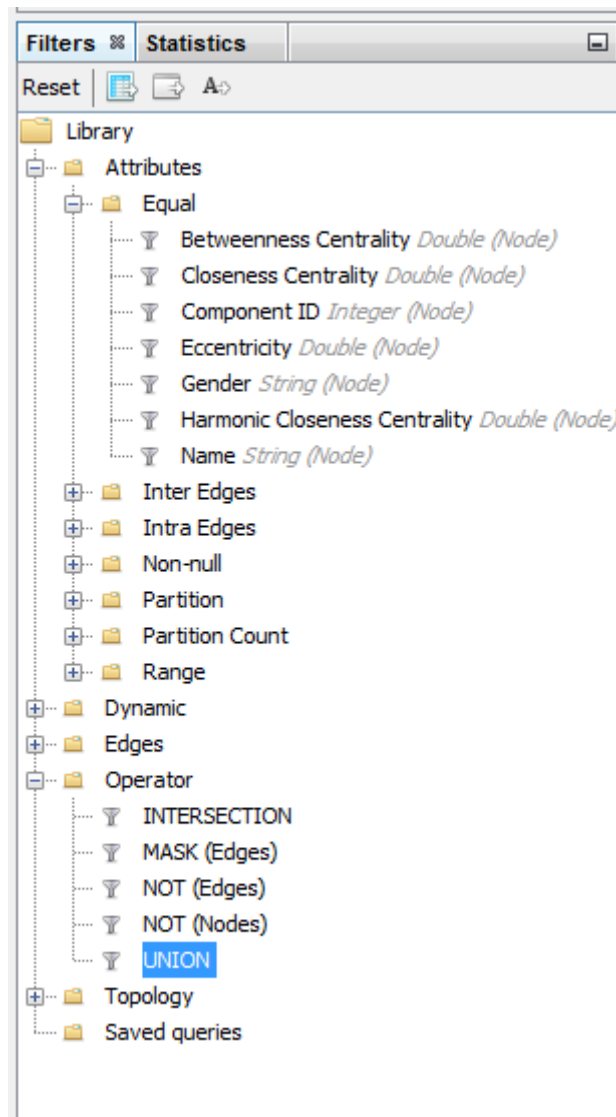 Filters Statistics
Reset A
Library
Attributes
Equal
Betweenness Centrality Double (Node)
Closeness Centrality Double (Node)
Component ID Integer (Node)
Eccentricity Double (Node)
Gender String (Node)
Harmonic Closeness Centrality Double (Node)
Name String (Node)
Inter Edges
Intra Edges
Non-null
Partition
Partition Count
Range
Dynamic
Edges
Operator
INTERSECTION
MASK (Edges)
NOT (Edges)
NOT (Nodes)
UNION
Topology
Saved queries